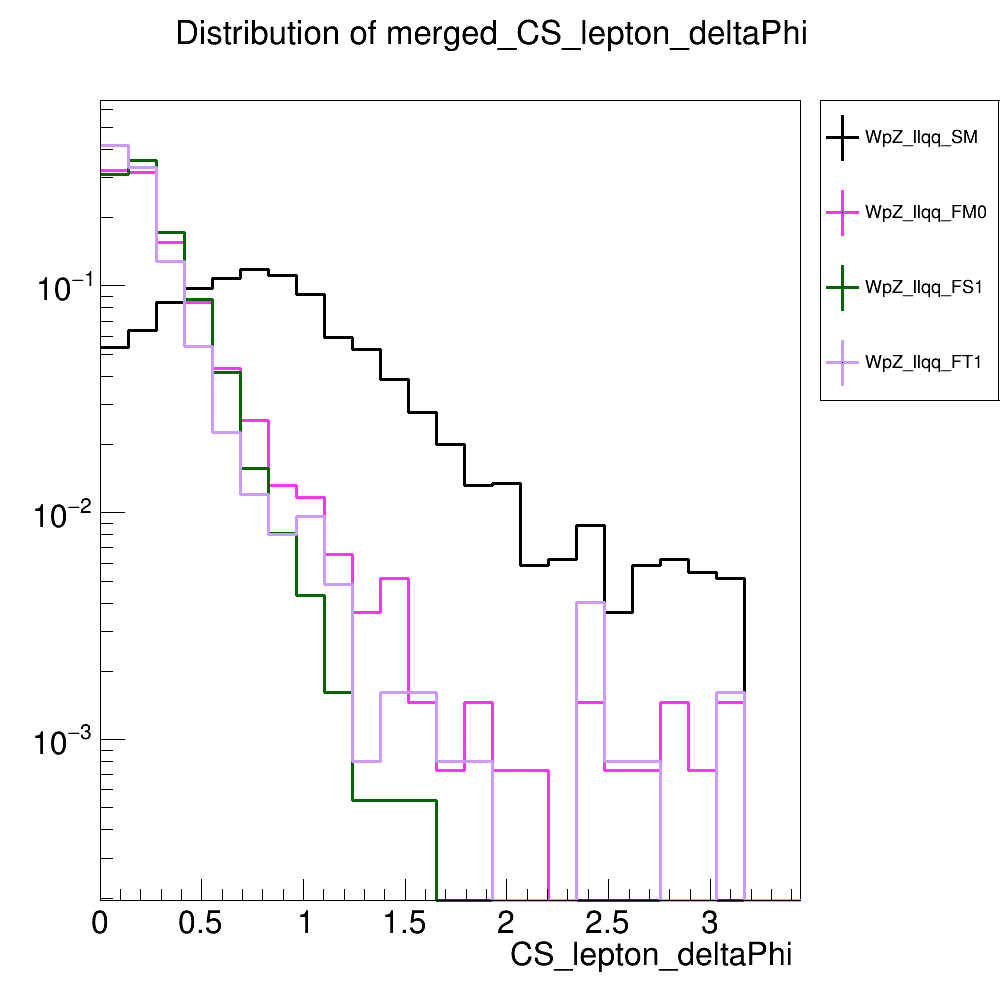 Distribution of merged_CS_lepton_deltaPhi
WpZ_llqq_SM
WpZ_llqq_FM0
WpZ_llqq_FS1
WpZ_llqq_FT1
10⁻¹
10⁻²
10⁻³
0 0.5 1 1.5 2 2.5 3
CS_lepton_deltaPhi